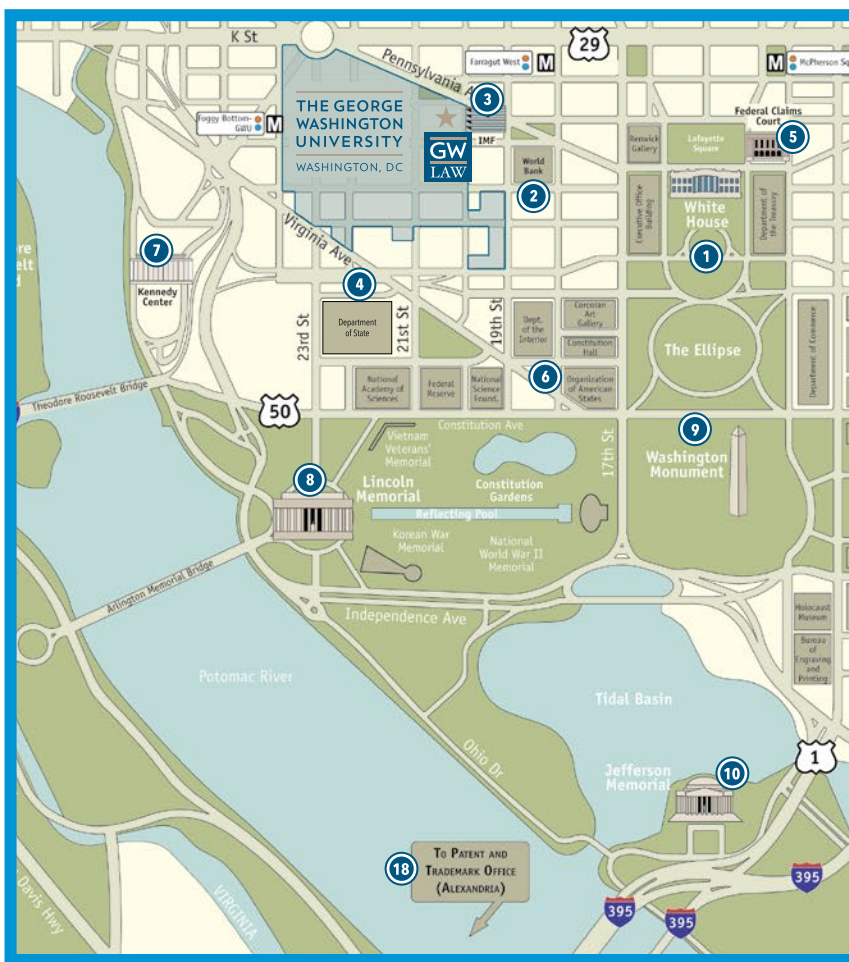 K St
29
Pennsylvania A
Farragut West
M
M
McPherson Sq
3
IMF
Federal Claims
Court
5
Foggy Bottom-
GWU
M
THE GEORGE
WASHINGTON
UNIVERSITY
WASHINGTON, DC
GW
LAW
World
Bank
2
Renwick
Gallery
Lafayette
Square
Executive Office
Building
White
House
1
Department of
the Treasury
Virginia Ave
7
Kennedy
Center
4
Department
of State
23rd St
21st St
19th St
Dept.
of the
Interior
Corcoran
Art
Gallery
Constitution
Hall
The Ellipse
Department of Commerce
6
Theodore Roosevelt Bridge
50
National
Academy of
Sciences
Federal
Reserve
National
Science
Found.
Organization
of American
States
Constitution Ave
Vietnam
Veterans'
Memorial
17th St
9
Washington
Monument
8
Lincoln
Memorial
Constitution
Gardens
Reflecting Pool
Korean War
Memorial
National
World War II
Memorial
Arlington Memorial Bridge
Independence Ave
Holocaust
Museum
Bureau
of
Engraving
and
Printing
Potomac River
Tidal Basin
Ohio Dr
1
Jefferson
Memorial
10
18
TO PATENT AND
TRADEMARK OFFICE
(ALEXANDRIA)
395
395
395
Davis Hwy
VIRGINIA